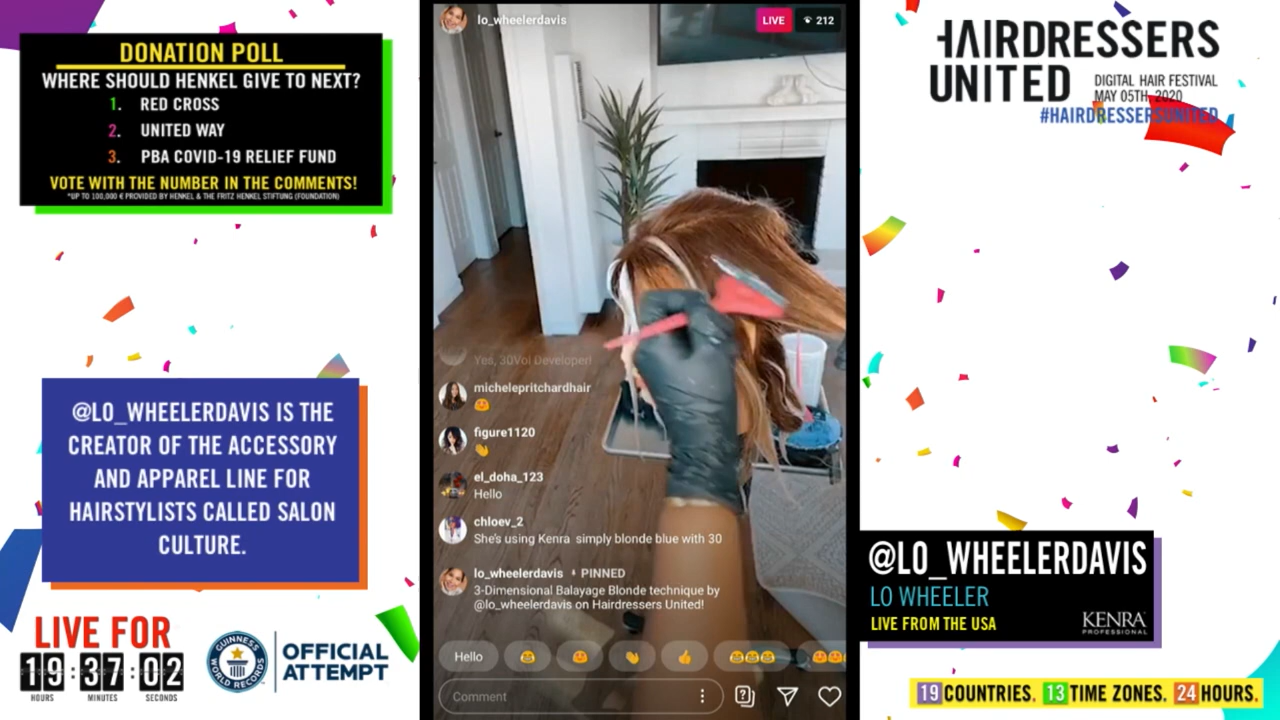 DONATION POLL
WHERE SHOULD HENKEL GIVE TO NEXT?
1. RED CROSS
2. UNITED WAY
3. PBA COVID-19 RELIEF FUND
VOTE WITH THE NUMBER IN THE COMMENTS!
*UP TO 100,000 € PROVIDED BY HENKEL & THE FRITZ HENKEL STIFTUNG (FOUNDATION)
@LO_WHEELERDAVIS IS THE
CREATOR OF THE ACCESSORY
AND APPAREL LINE FOR
HAIRSTYLISTS CALLED SALON
CULTURE.
LIVE FOR
19:37:02
HOURS MINUTES SECONDS
GUINNESS
WORLD RECORDS
OFFICIAL
ATTEMPT
lo_wheelerdavis
LIVE
212
Yes, 30Vol Developed
michelepritchardhair
figure1120
el_doha_123
Hello
chloev_2
She's using Kenra simply blonde blue with 30
lo_wheelerdavis PINNED
3-Dimensional Balayage Blonde technique by
@lo_wheelerdavis on Hairdressers United!
Hello
Comment
HAIRDRESSERS
UNITED
DIGITAL HAIR FESTIVAL
MAY 05TH, 2020
#HAIRDRESSERSUNITED
@LO_WHEELERDAVIS
LO WHEELER
LIVE FROM THE USA
KENRA
PROFESSIONAL
19 COUNTRIES. 13 TIME ZONES. 24 HOURS.